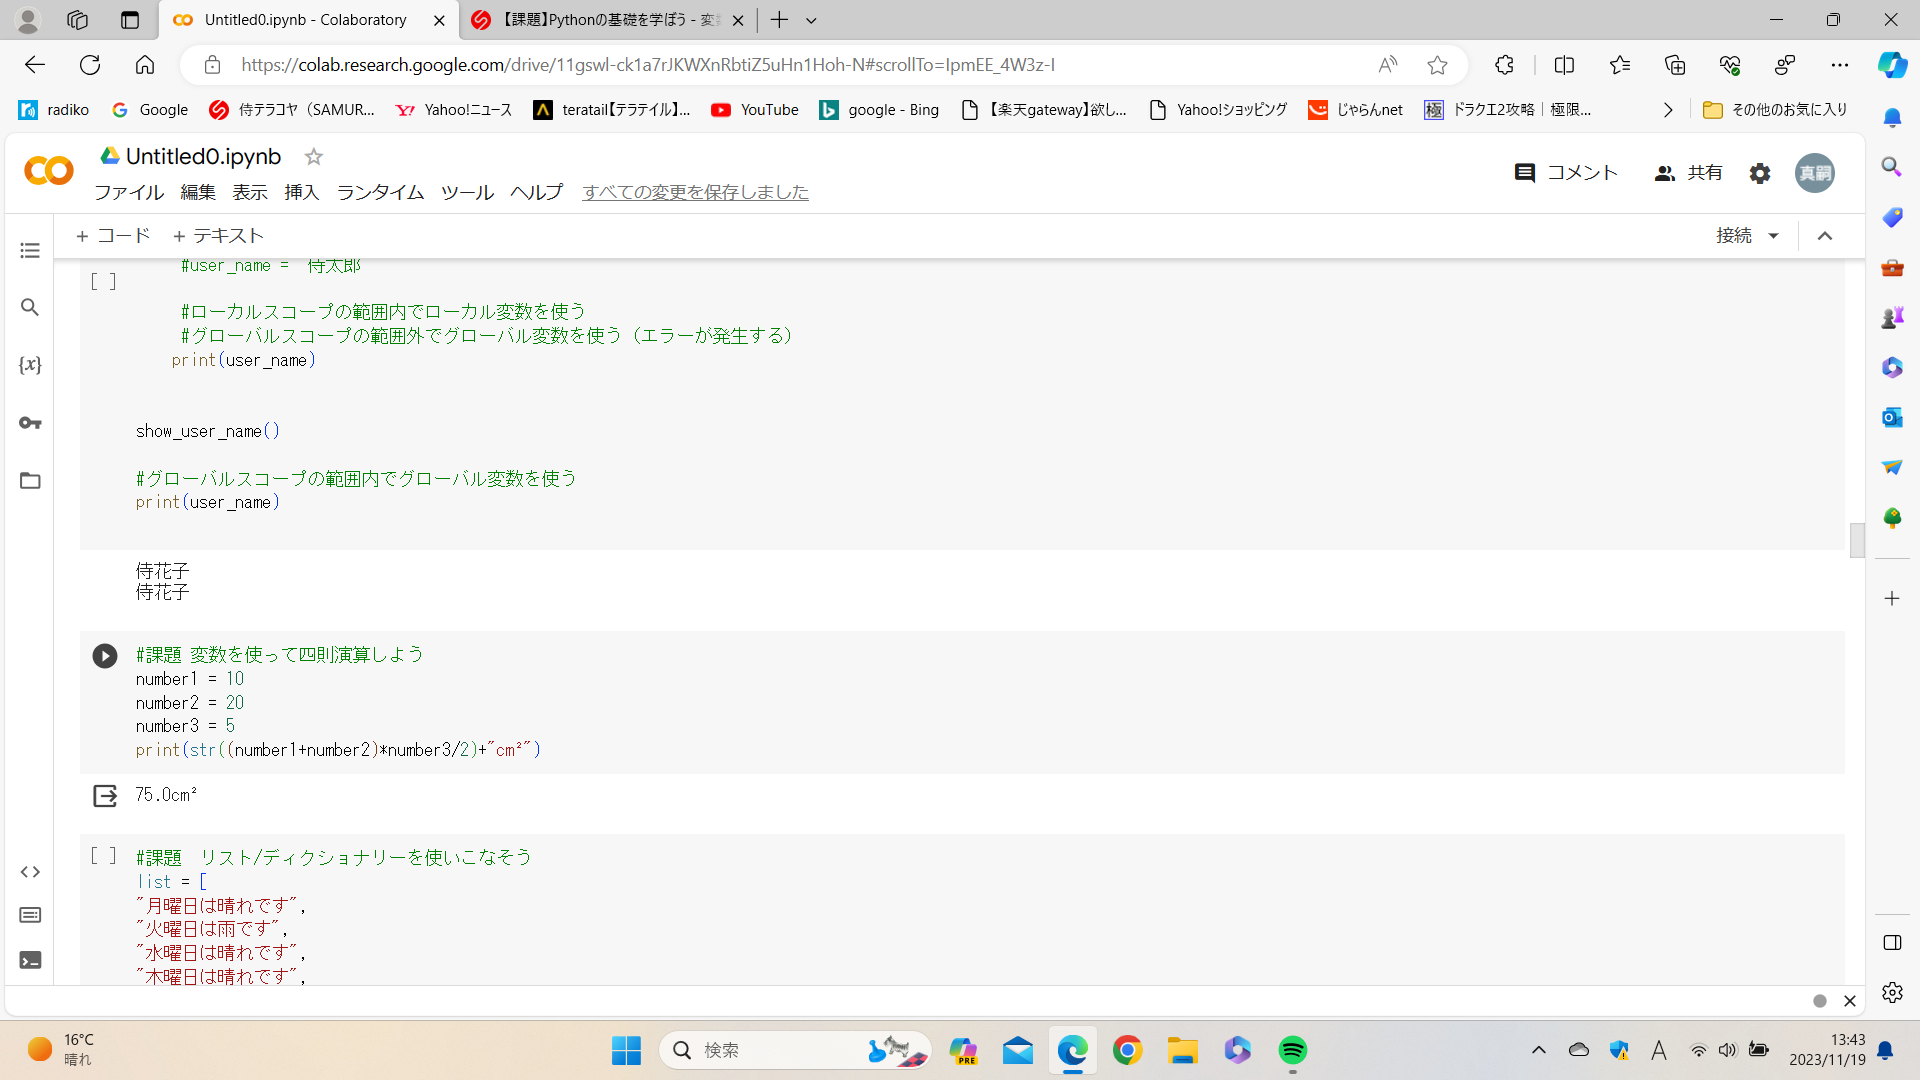 Untitled0.ipynb - Colaboratory
【課題】Pythonの基礎を学ぼう - 変
https://colab.research.google.com/drive/11gswl-ck1a7rJKWXnRbtiZ5uHn1Hoh-N#scrollTo=IpmEE_4W3z-I
radiko
Google
侍テラコヤ（SAMUR...
Yahoo!ニュース
teratail【テラテイル】...
YouTube
google - Bing
【楽天gateway】欲し...
Yahoo!ショッピング
じゃらんnet
ドラクエ12攻略｜極限...
その他のお気に入り
Untitled0.ipynb
コメント
共有
真嗣
ファイル 編集 表示 挿入 ランタイム ツール ヘルプ すべての変更を保存しました
+ コード + テキスト
接続
#user_name = 侍太郎
[ ]
#ローカルスコープの範囲内でローカル変数を使う
#グローバルスコープの範囲外でグローバル変数を使う（エラーが発生する）
print(user_name)
show_user_name()
#グローバルスコープの範囲内でグローバル変数を使う
print(user_name)
侍花子
侍花子
#課題 変数を使って四則演算しよう
number1 = 10
number2 = 20
number3 = 5
print(str((number1+number2)*number3/2)+"cm²")
75.0cm²
[ ] #課題　リスト/ディクショナリーを使いこなそう
list = [
"月曜日は晴れです",
"火曜日は雨です",
"水曜日は晴れです",
"木曜日は晴れです",
16°C
晴れ
検索
PRE
A
13:43
2023/11/19